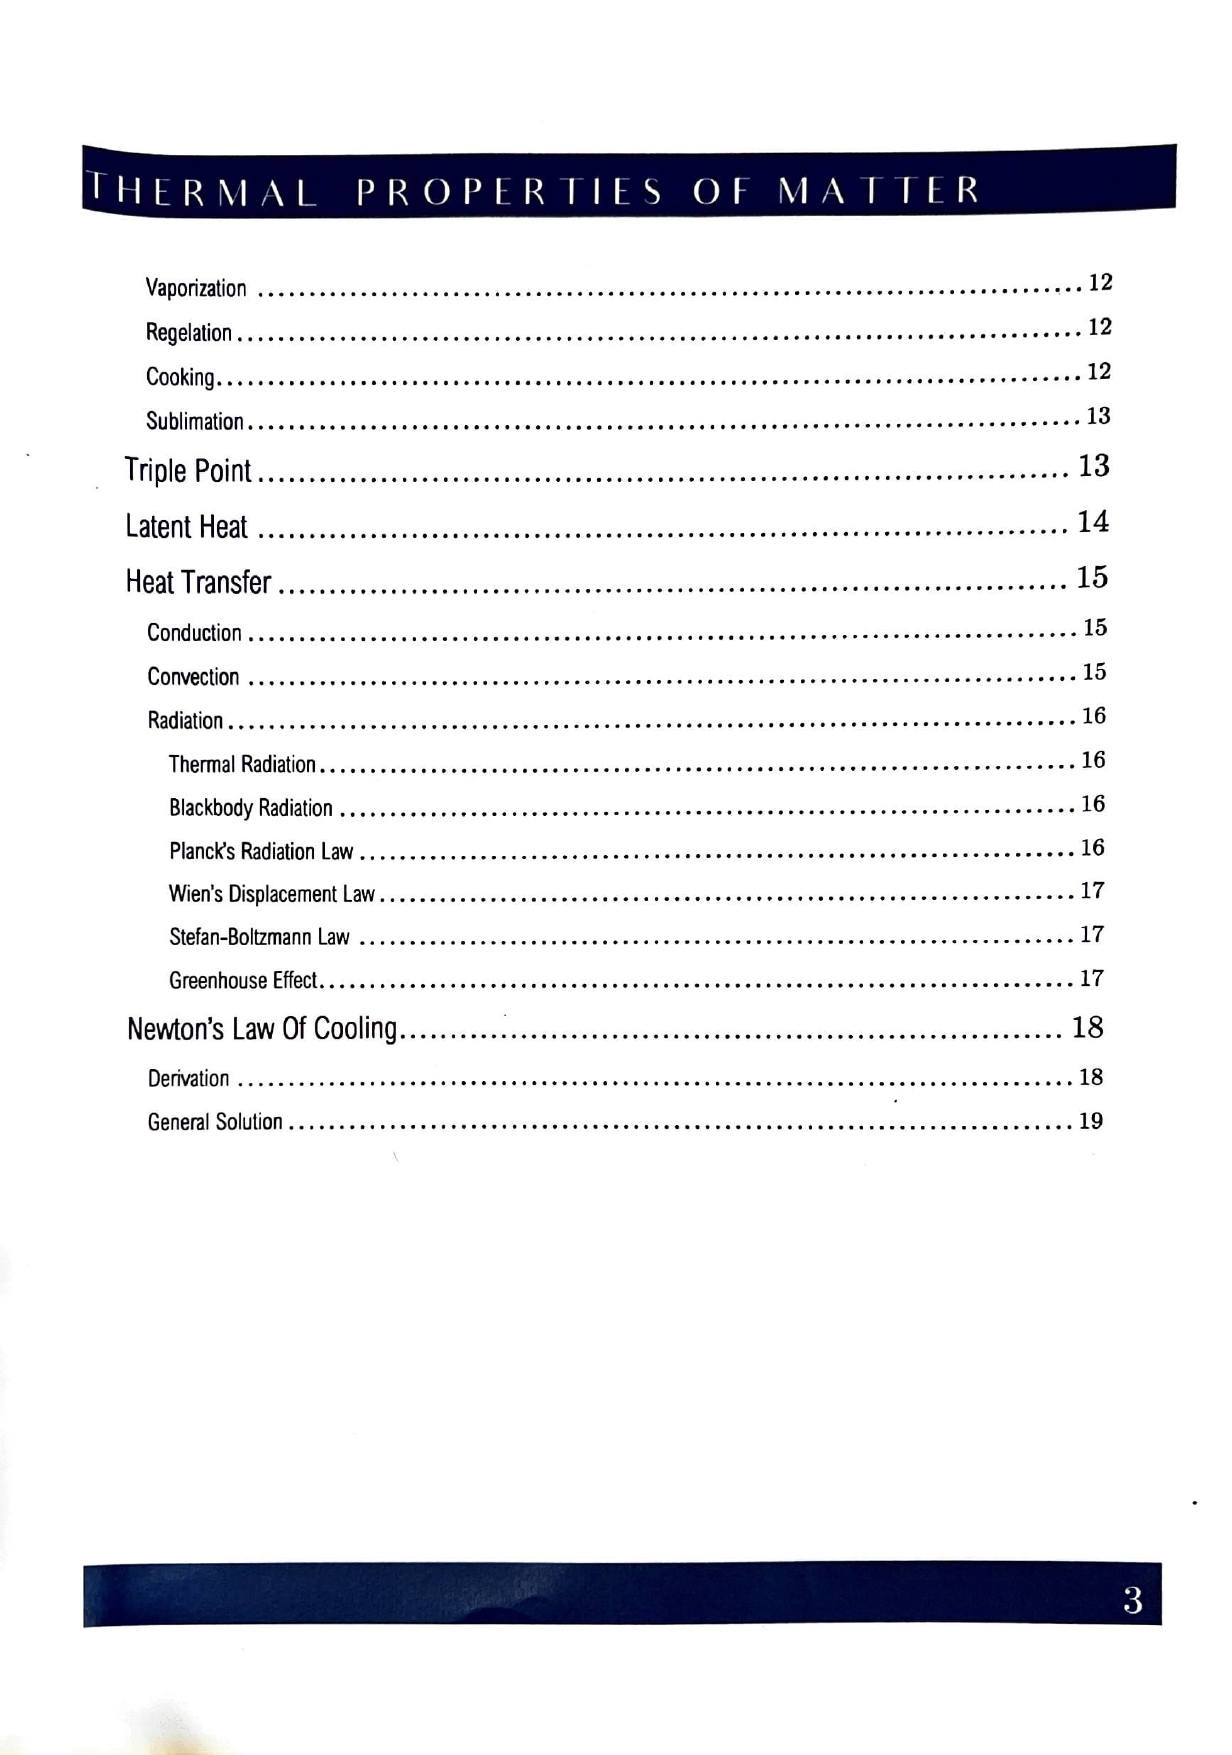 THERMAL PROPERTIES OF MATTER
Vaporization ........................................ 12
Regelation ........................................ 12
Cooking ........................................ 12
Sublimation ........................................ 13
Triple Point ........................................ 13
Latent Heat ........................................ 14
Heat Transfer ........................................ 15
Conduction ........................................ 15
Convection ........................................ 15
Radiation ........................................ 16
Thermal Radiation ........................................ 16
Blackbody Radiation ........................................ 16
Planck's Radiation Law ........................................ 16
Wien's Displacement Law ........................................ 17
Stefan-Boltzmann Law ........................................ 17
Greenhouse Effect ........................................ 17
Newton's Law Of Cooling ........................................ 18
Derivation ........................................ 18
General Solution ........................................ 19
3